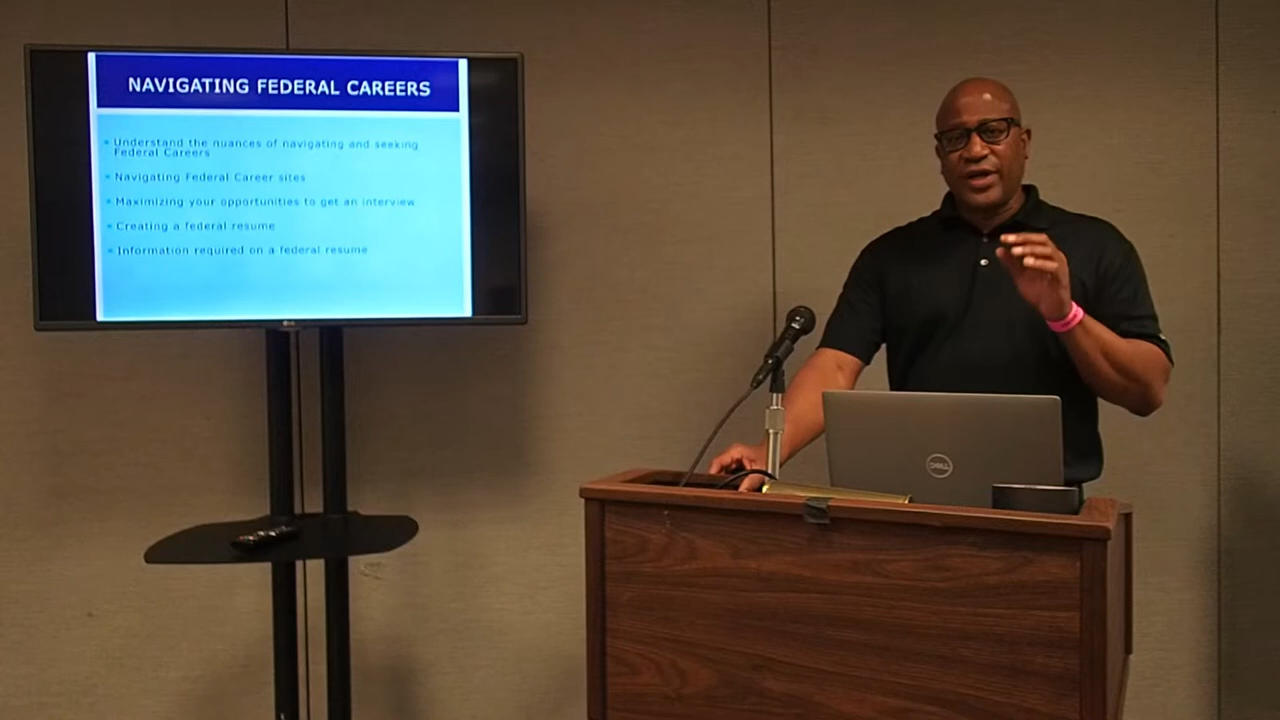 NAVIGATING FEDERAL CAREERS
Understand the nuances of navigating and seeking
Federal Careers
Navigating Federal Career sites
Maximizing your opportunities to get an interview
Creating a federal resume
Information required on a federal resume
LG
DELL